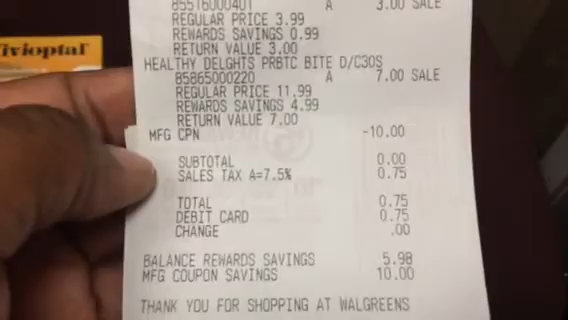 ivioptal
85516000401 A 3.00 SALE
REGULAR PRICE 3.99
REWARDS SAVINGS 0.99
RETURN VALUE 3.00
HEALTHY DELGHTS PRBTC BITE D/C30S
85865000220 A 7.00 SALE
REGULAR PRICE 11.99
REWARDS SAVINGS 4.99
RETURN VALUE 7.00
MFG CPN -10.00
SUBTOTAL 0.00
SALES TAX A=7.5% 0.75
TOTAL 0.75
DEBIT CARD 0.75
CHANGE .00
BALANCE REWARDS SAVINGS 5.98
MFG COUPON SAVINGS 10.00
THANK YOU FOR SHOPPING AT WALGREENS